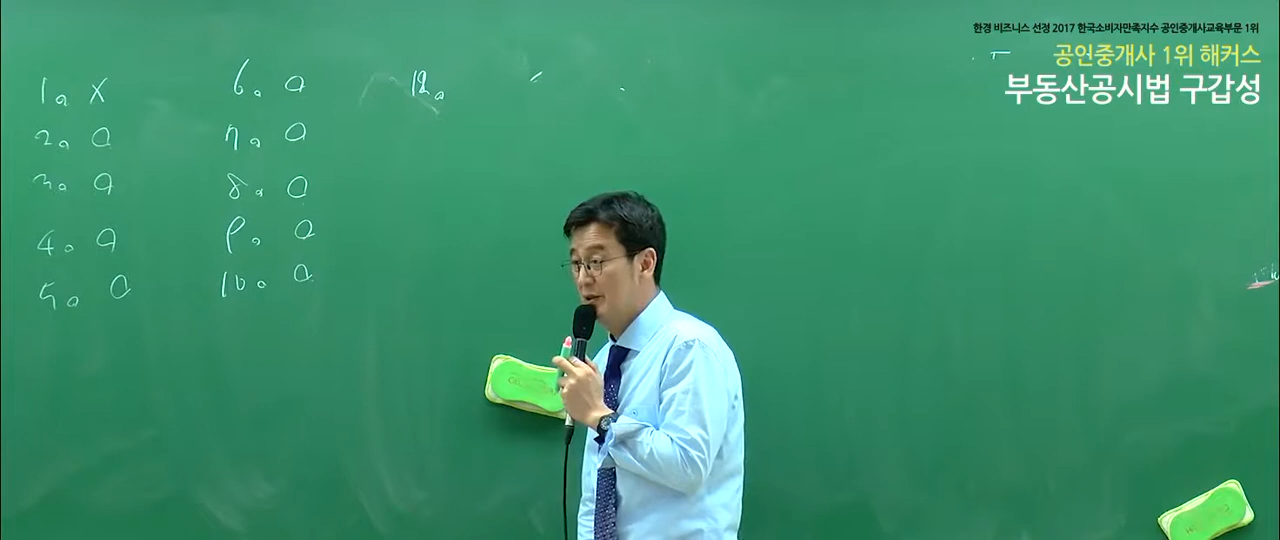 한경 비즈니스 선정 2017 한국소비자만족지수 공인중개사교육부문 1위
공인중개사 1위 해커스
부동산공시법 구갑성
1. X
2. O
3. O
4. O
5. O
6. O
7. O
8. O
9. O
10. O
12.